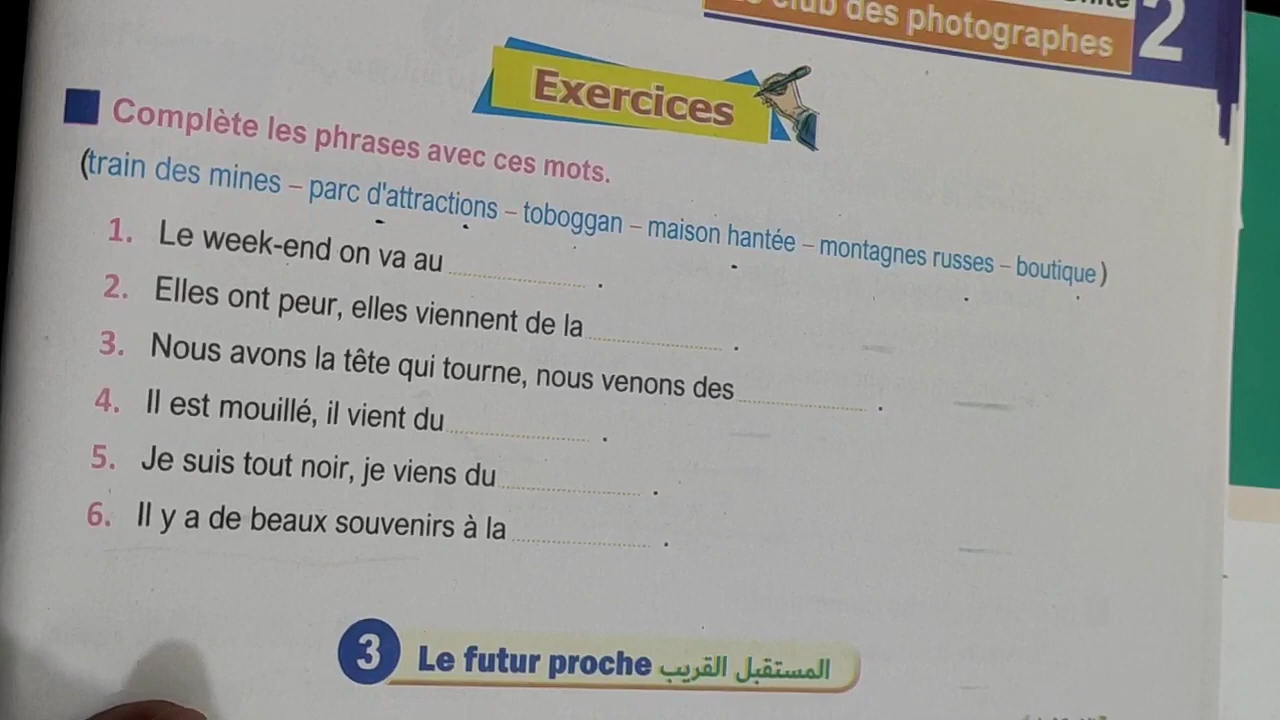 club des photographes
2
Exercices
Complète les phrases avec ces mots.
(train des mines – parc d'attractions – toboggan – maison hantée – montagnes russes – boutique)
1. Le week-end on va au .................... .
2. Elles ont peur, elles viennent de la .................... .
3. Nous avons la tête qui tourne, nous venons des .................... .
4. Il est mouillé, il vient du .................... .
5. Je suis tout noir, je viens du .................... .
6. Il y a de beaux souvenirs à la .................... .
3 Le futur proche المستقبل القريب